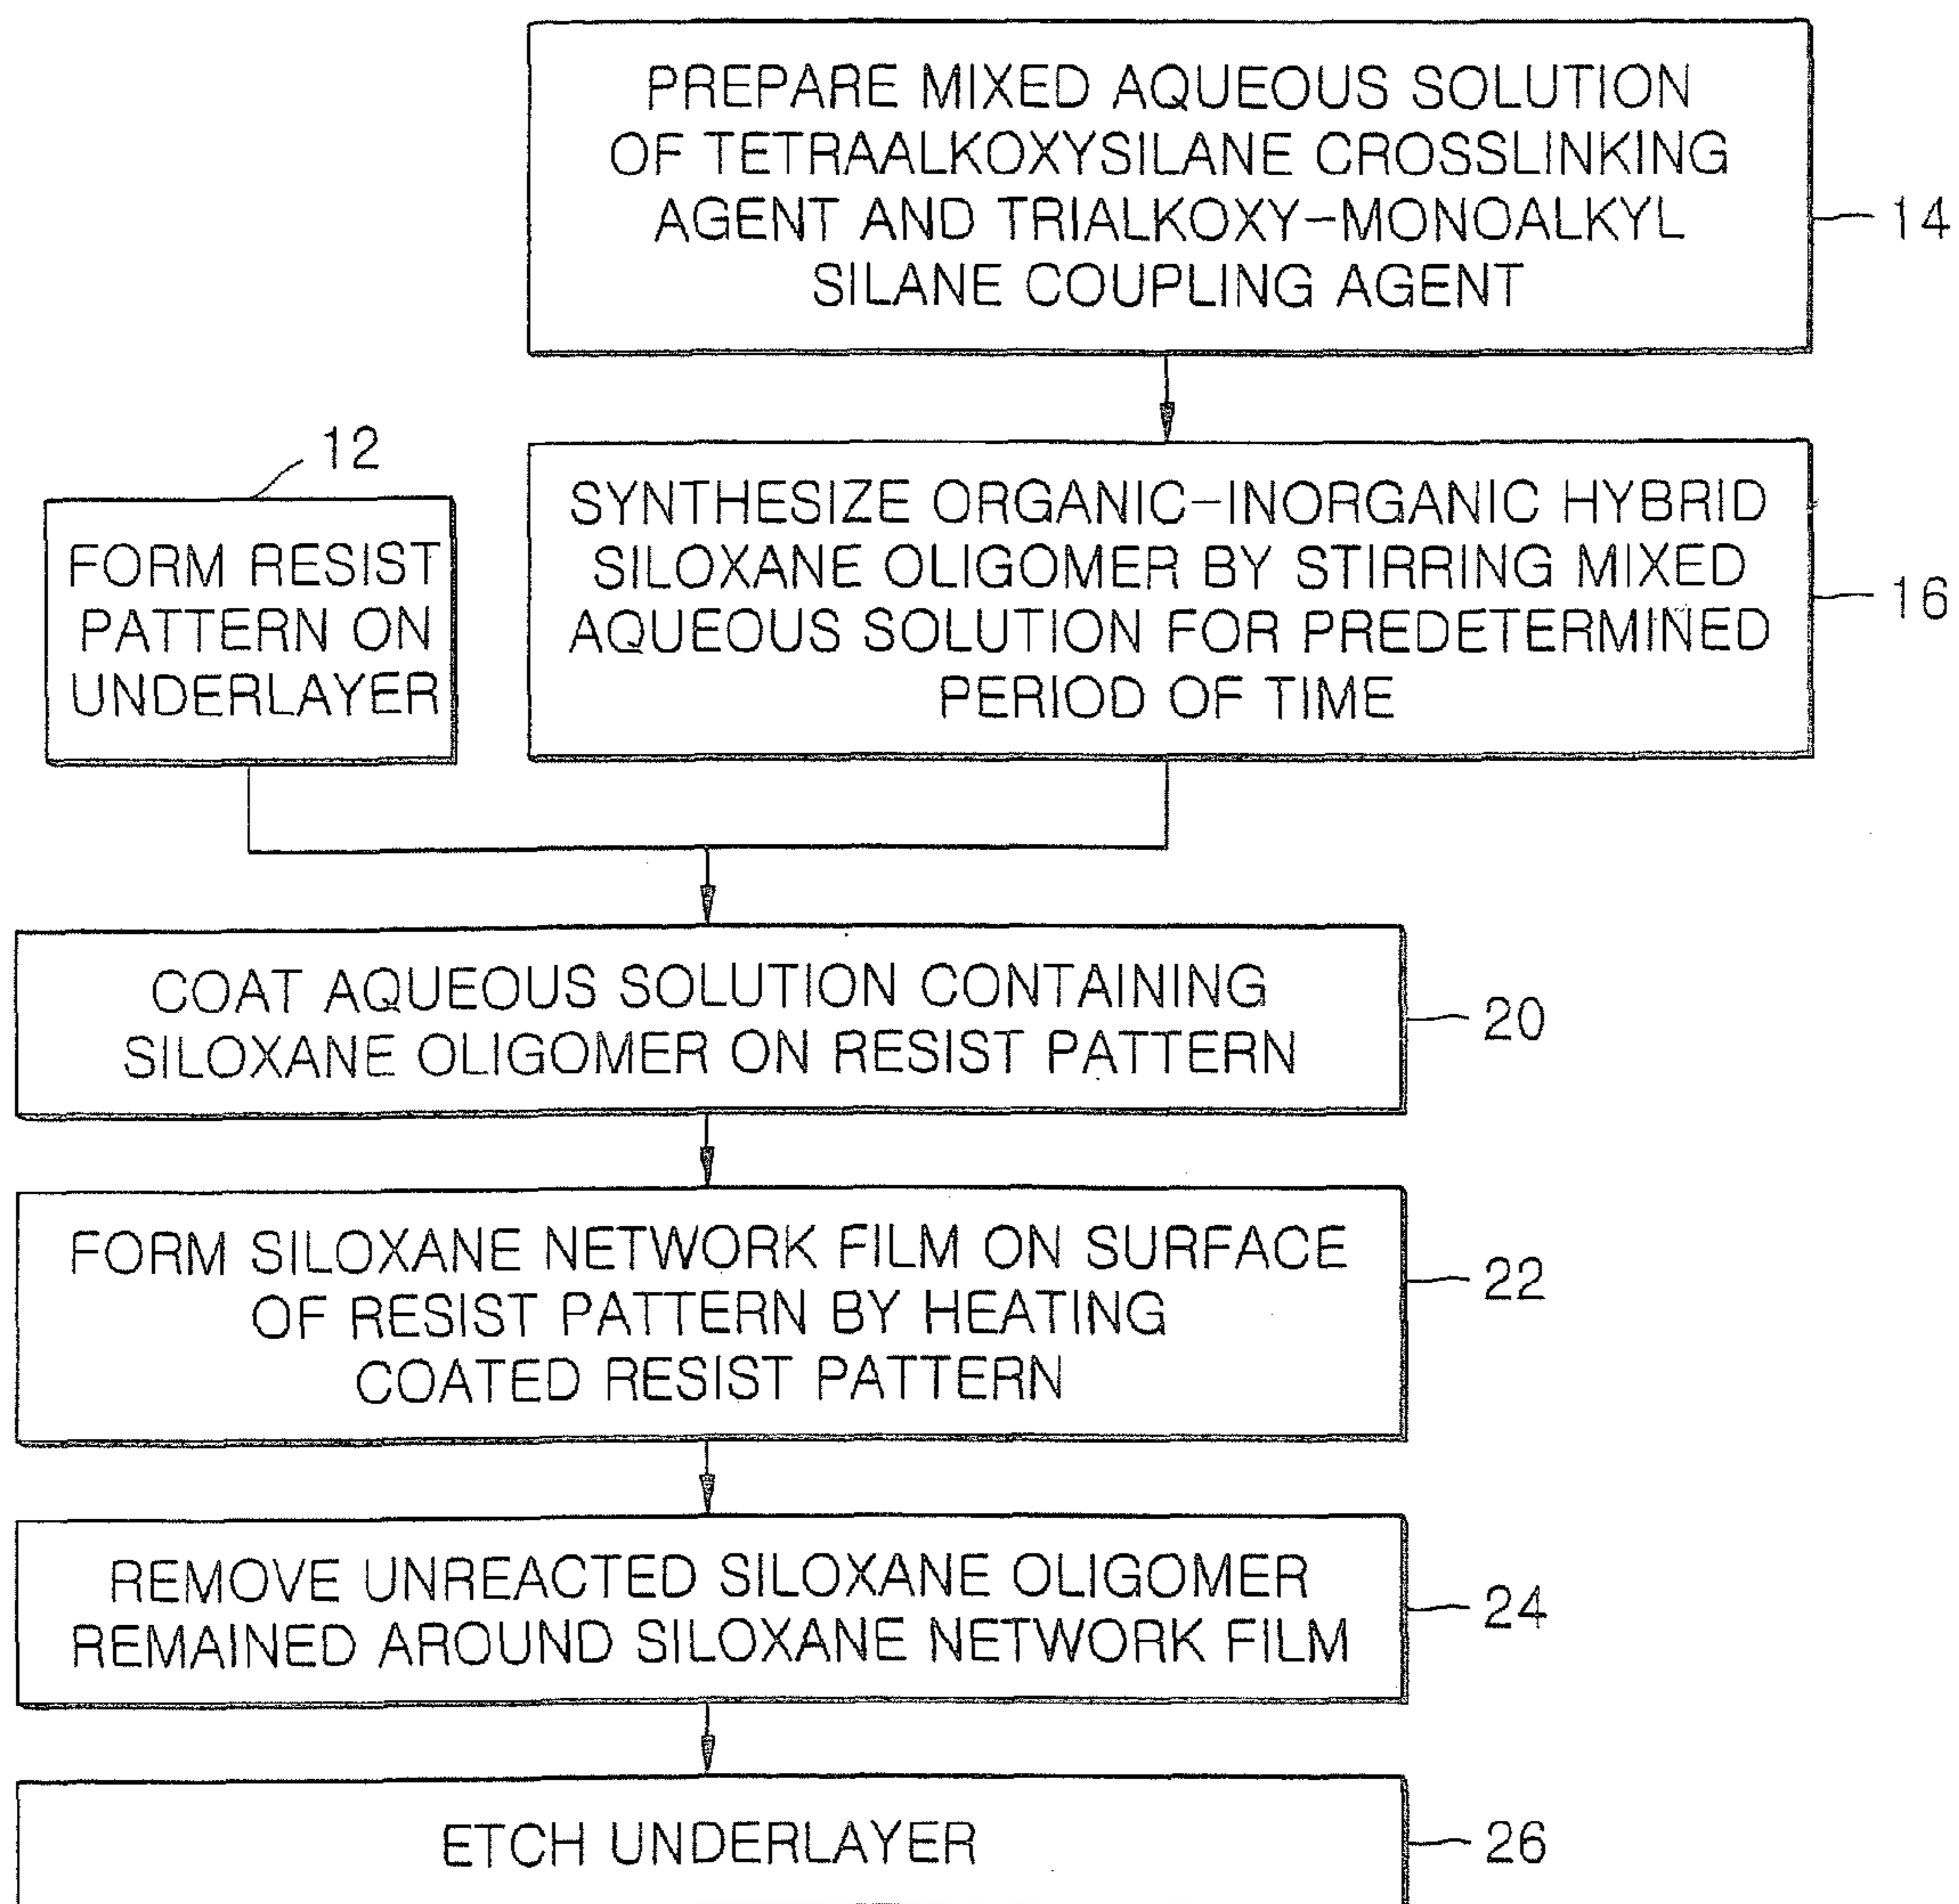 PREPARE MIXED AQUEOUS SOLUTION
OF TETRAALKOXYSILANE CROSSLINKING
AGENT AND TRIALKOXY-MONOALKYL
SILANE COUPLING AGENT
14
12
FORM RESIST
PATTERN ON
UNDERLAYER
SYNTHESIZE ORGANIC-INORGANIC HYBRID
SILOXANE OLIGOMER BY STIRRING MIXED
AQUEOUS SOLUTION FOR PREDETERMINED
PERIOD OF TIME
16
COAT AQUEOUS SOLUTION CONTAINING
SILOXANE OLIGOMER ON RESIST PATTERN
20
FORM SILOXANE NETWORK FILM ON SURFACE
OF RESIST PATTERN BY HEATING
COATED RESIST PATTERN
22
REMOVE UNREACTED SILOXANE OLIGOMER
REMAINED AROUND SILOXANE NETWORK FILM
24
ETCH UNDERLAYER
26